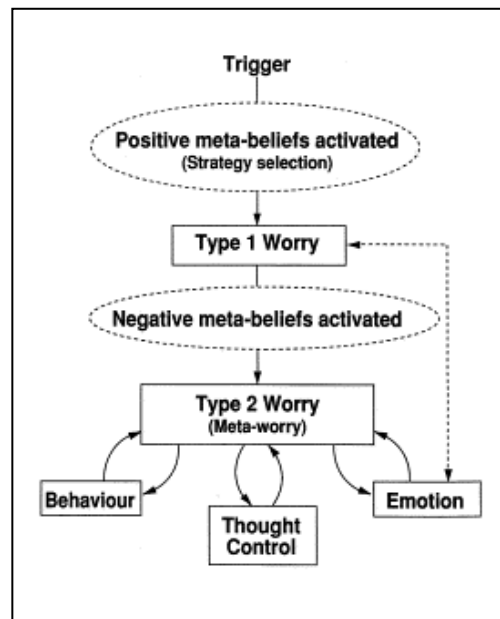 Trigger
Positive meta-beliefs activated
(Strategy selection)
Type 1 Worry
Negative meta-beliefs activated
Type 2 Worry
(Meta-worry)
Behaviour
Thought
Control
Emotion